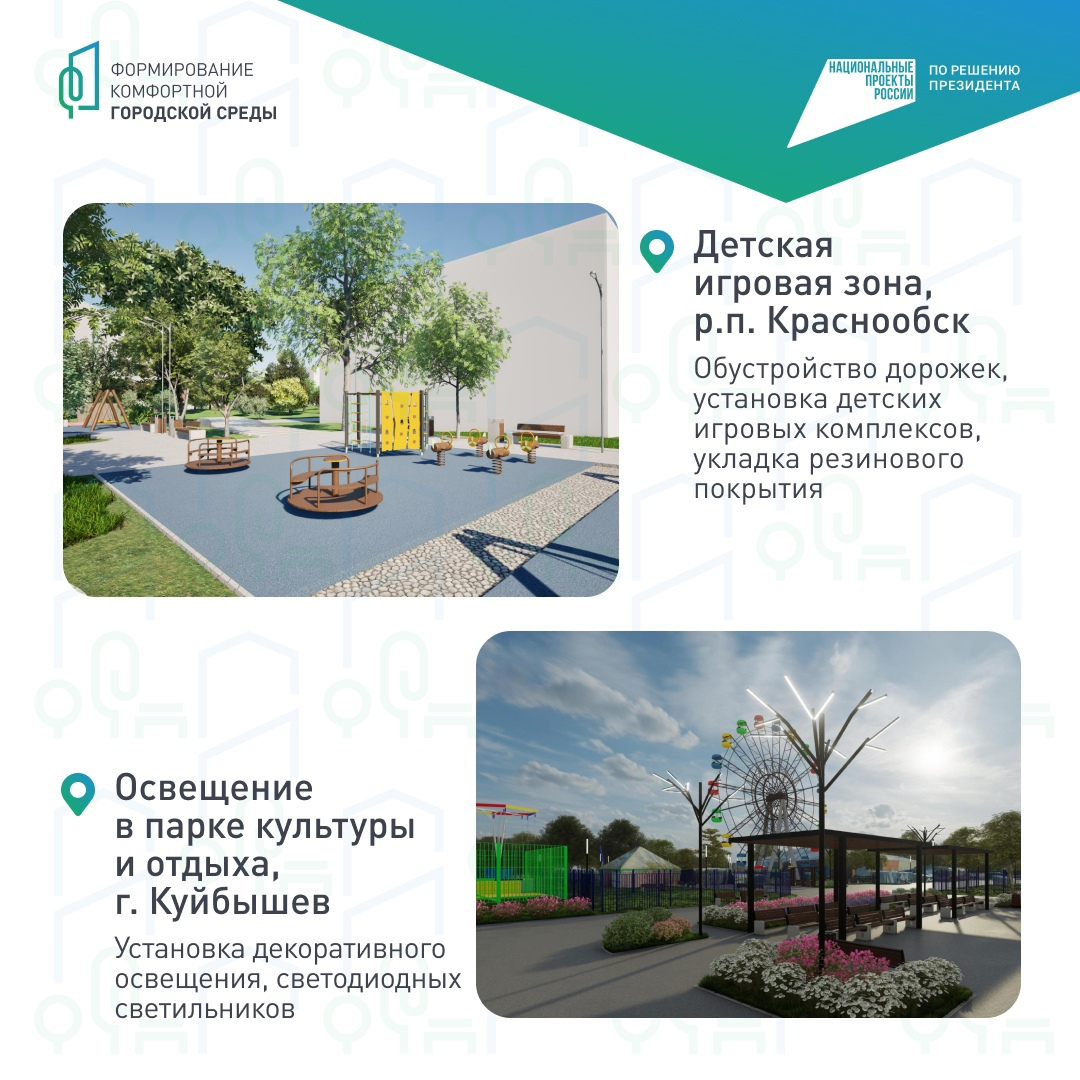 ФОРМИРОВАНИЕ
КОМФОРТНОЙ
ГОРОДСКОЙ СРЕДЫ
НАЦИОНАЛЬНЫЕ
ПРОЕКТЫ
РОССИИ
ПО РЕШЕНИЮ
ПРЕЗИДЕНТА
Детская
игровая зона,
р.п. Краснообск
Обустройство дорожек,
установка детских
игровых комплексов,
укладка резинового
покрытия
Освещение
в парке культуры
и отдыха,
г. Куйбышев
Установка декоративного
освещения, светодиодных
светильников